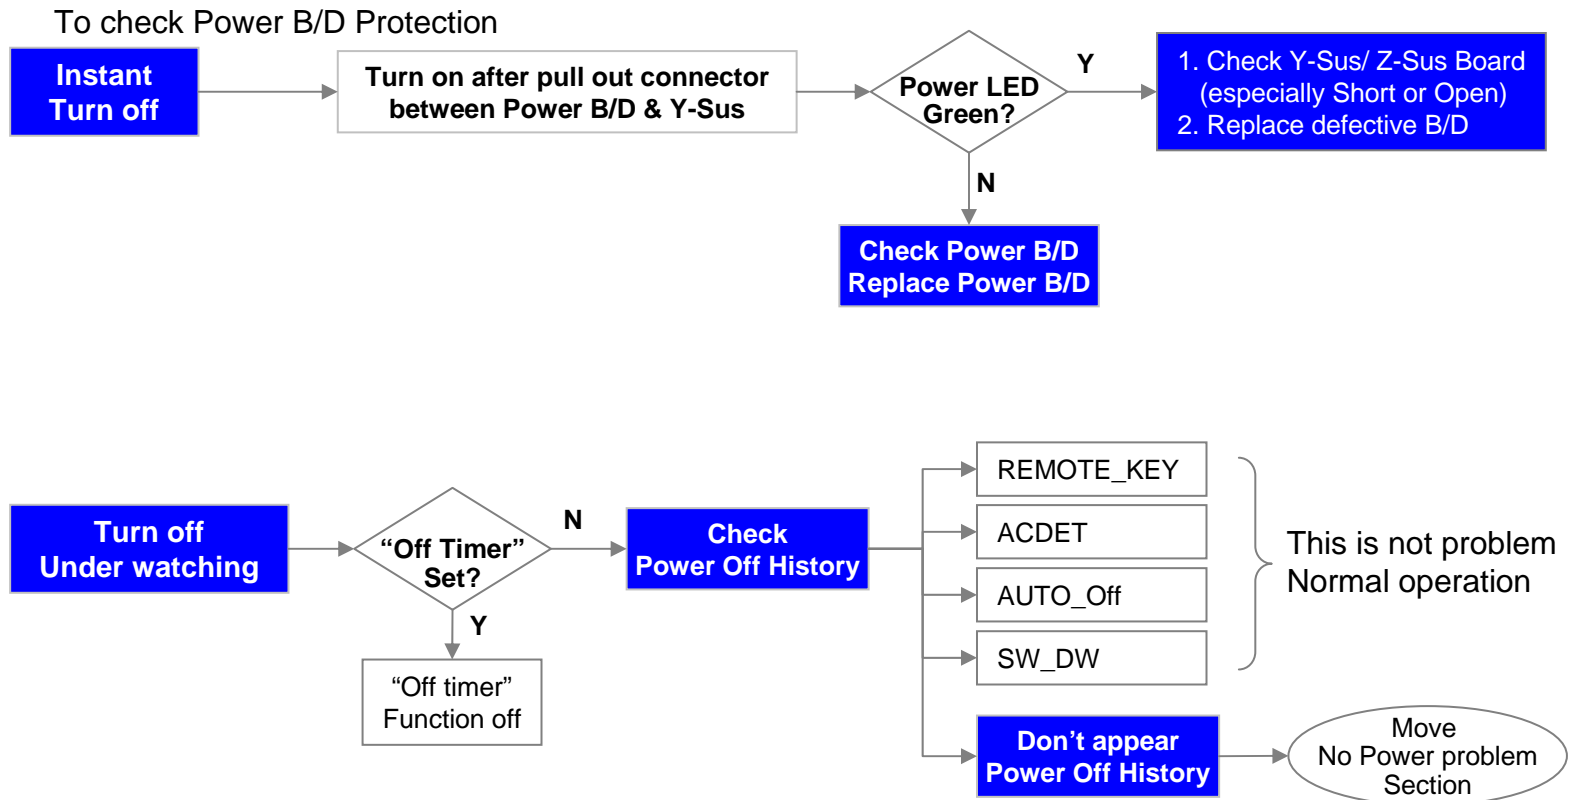 To check Power B/D Protection
Instant
Turn off
Turn on after pull out connector
between Power B/D & Y-Sus
Power LED
Green?
Y
1. Check Y-Sus/ Z-Sus Board
(especially Short or Open)
2. Replace defective B/D
N
Check Power B/D
Replace Power B/D
Turn off
Under watching
“Off Timer”
Set?
N
Y
“Off timer”
Function off
Check
Power Off History
REMOTE_KEY
ACDET
AUTO_Off
SW_DW
This is not problem
Normal operation
Don’t appear
Power Off History
Move
No Power problem
Section